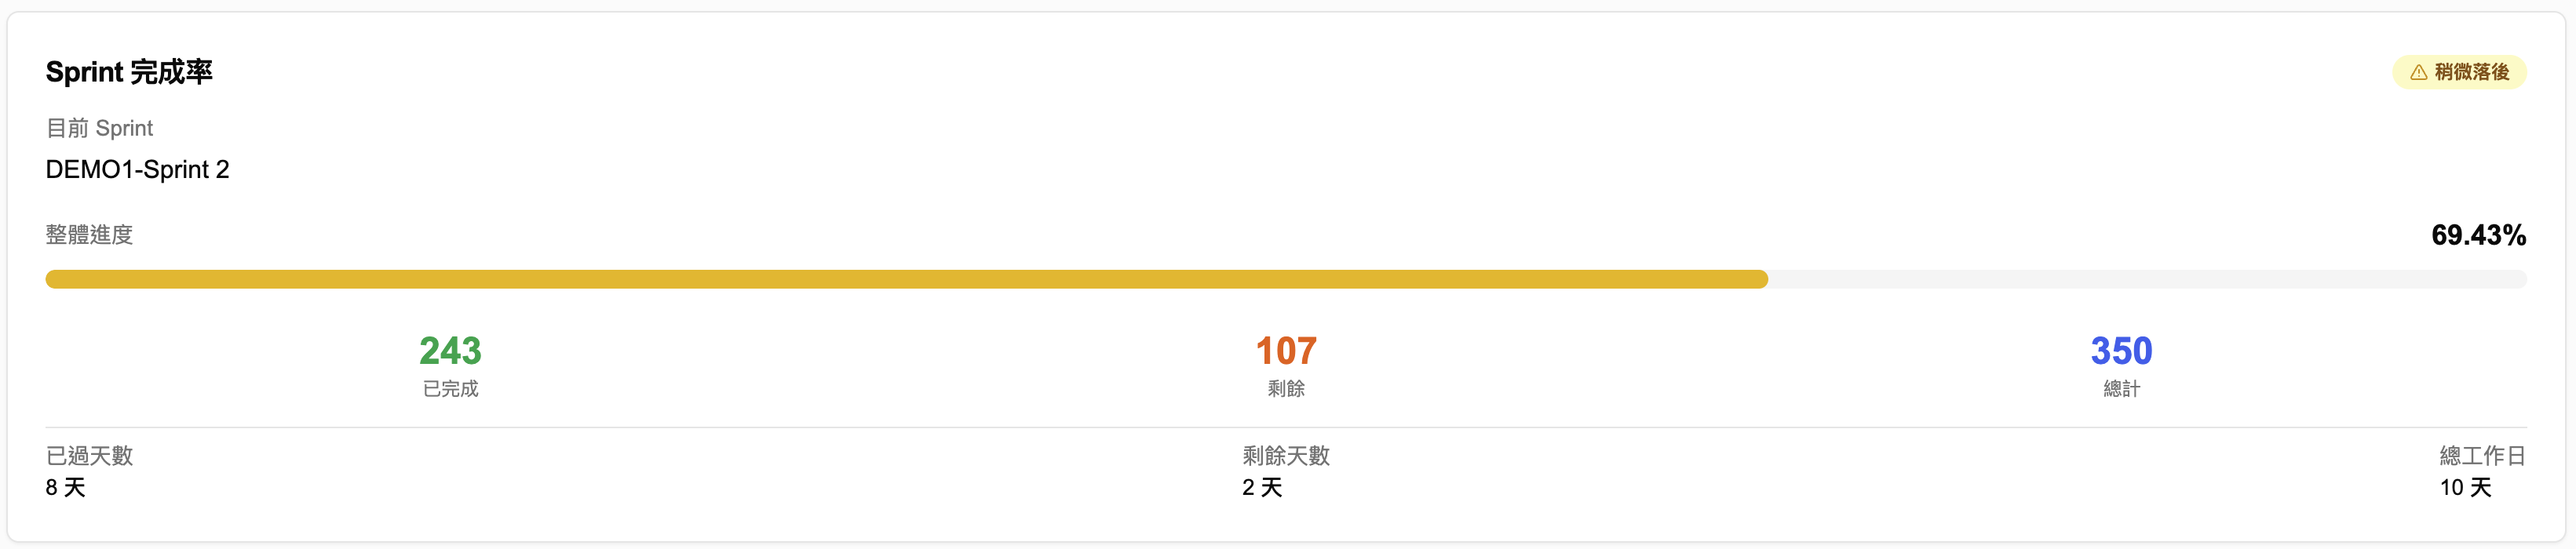 Sprint 完成率
稍微落後
目前 Sprint
DEMO1-Sprint 2
整體進度
69.43%
243
已完成
107
剩餘
350
總計
已過天數
8 天
剩餘天數
2 天
總工作日
10 天